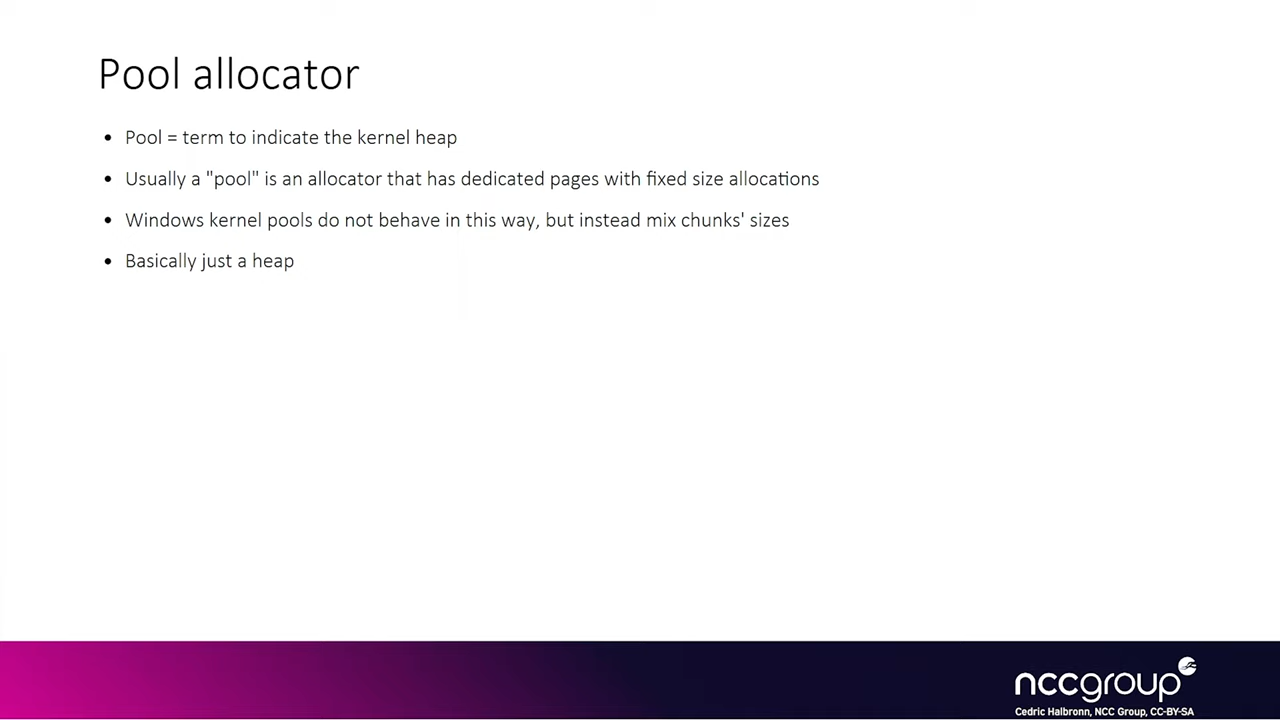 Pool allocator
• Pool = term to indicate the kernel heap
• Usually a "pool" is an allocator that has dedicated pages with fixed size allocations
• Windows kernel pools do not behave in this way, but instead mix chunks' sizes
• Basically just a heap
nccgroup
Cedric Halbronn, NCC Group, CC-BY-SA